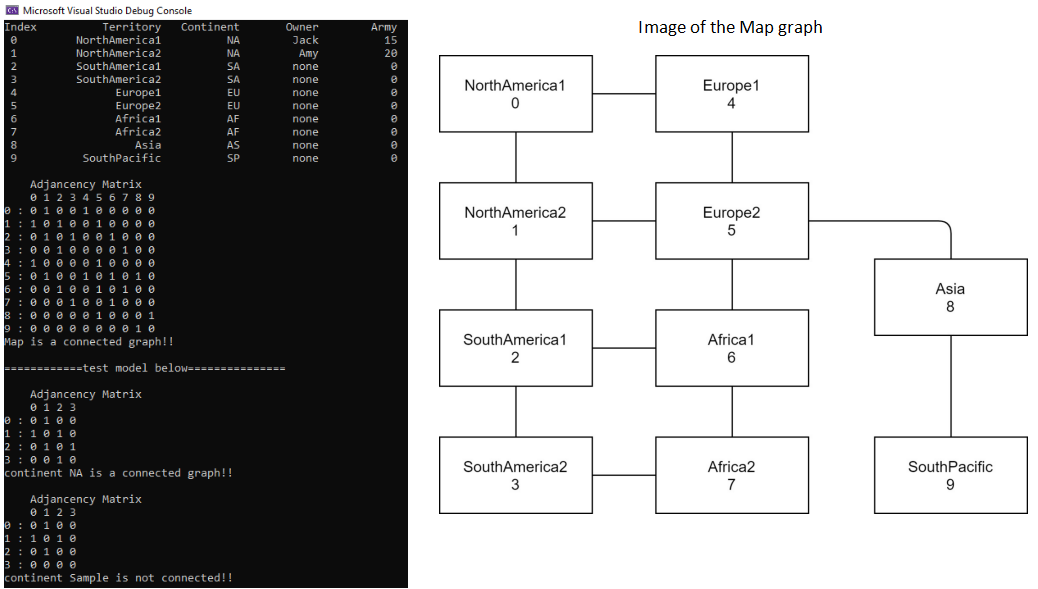 Microsoft Visual Studio Debug Console
Index Territory Continent Owner Army
0 NorthAmerica1 NA Jack 15
1 NorthAmerica2 NA Amy 20
2 SouthAmerica1 SA none 0
3 SouthAmerica2 SA none 0
4 Europe1 EU none 0
5 Europe2 EU none 0
6 Africa1 AF none 0
7 Africa2 AF none 0
8 Asia AS none 0
9 SouthPacific SP none 0
Adjancency Matrix
0 1 2 3 4 5 6 7 8 9
0 : 0 1 0 0 1 0 0 0 0 0
1 : 1 0 1 0 0 1 0 0 0 0
2 : 0 1 0 1 0 0 1 0 0 0
3 : 0 0 1 0 0 0 0 1 0 0
4 : 1 0 0 0 0 1 0 0 0 0
5 : 0 1 0 0 1 0 1 0 1 0
6 : 0 0 1 0 0 1 0 1 0 0
7 : 0 0 0 1 0 0 1 0 0 0
8 : 0 0 0 0 0 1 0 0 0 1
9 : 0 0 0 0 0 0 0 0 1 0
Map is a connected graph!!
============test model below===============
Adjancency Matrix
0 1 2 3
0 : 0 1 0 0
1 : 1 0 1 0
2 : 0 1 0 1
3 : 0 0 1 0
continent NA is a connected graph!!
Adjancency Matrix
0 1 2 3
0 : 0 1 0 0
1 : 1 0 1 0
2 : 0 1 0 0
3 : 0 0 0 0
continent Sample is not connected!!
Image of the Map graph
NorthAmerica1
0
Europe1
4
NorthAmerica2
1
Europe2
5
Asia
8
SouthAmerica1
2
Africa1
6
SouthAmerica2
3
Africa2
7
SouthPacific
9